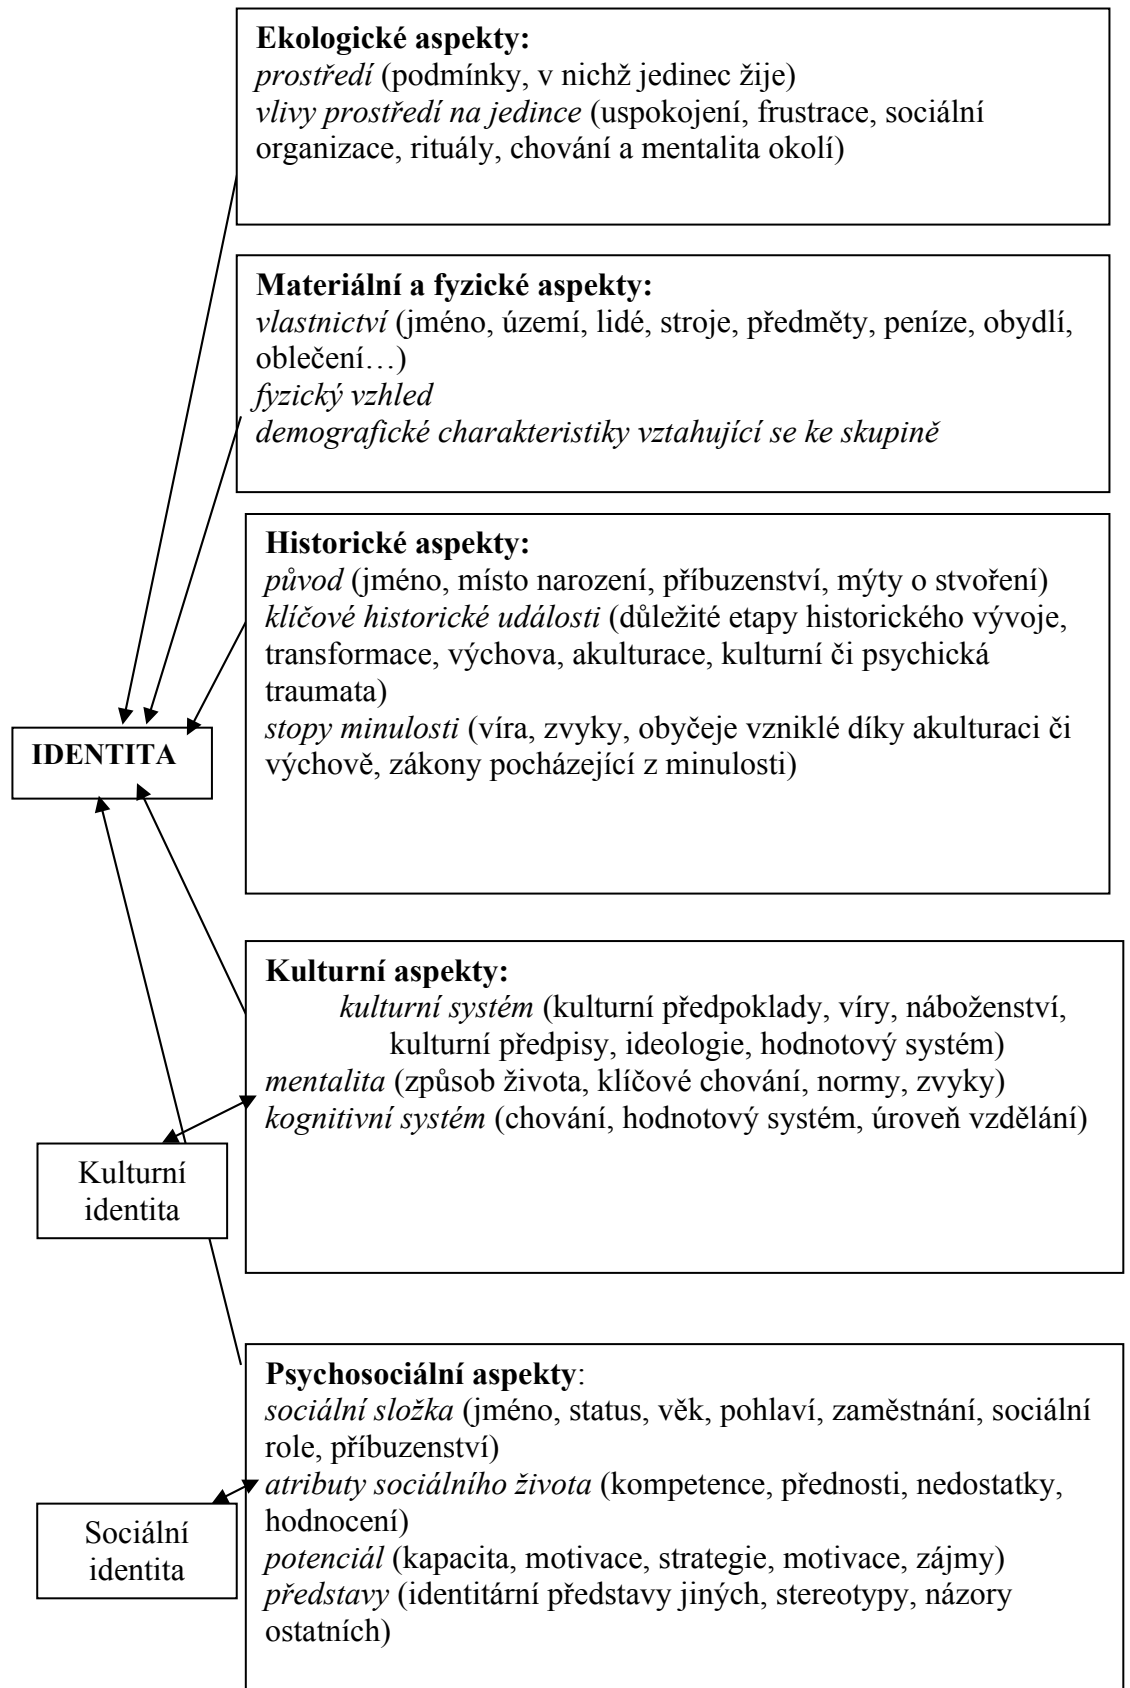 Ekologické aspekty:
prostředí (podmínky, v nichž jedinec žije)
vlivy prostředí na jedince (uspokojení, frustrace, sociální
organizace, rituály, chování a mentalita okolí)
Materiální a fyzické aspekty:
vlastnictví (jméno, území, lidé, stroje, předměty, peníze, obydlí,
oblečení…)
fyzický vzhled
demografické charakteristiky vztahující se ke skupině
Historické aspekty:
původ (jméno, místo narození, příbuzenství, mýty o stvoření)
klíčové historické události (důležité etapy historického vývoje,
transformace, výchova, akulturace, kulturní či psychická
traumata)
stopy minulosti (víra, zvyky, obyčeje vzniklé díky akulturaci či
výchově, zákony pocházející z minulosti)
IDENTITA
Kulturní aspekty:
kulturní systém (kulturní předpoklady, víry, náboženství,
kulturní předpisy, ideologie, hodnotový systém)
mentalita (způsob života, klíčové chování, normy, zvyky)
kognitivní systém (chování, hodnotový systém, úroveň vzdělání)
Kulturní
identita
Psychosociální aspekty:
sociální složka (jméno, status, věk, pohlaví, zaměstnání, sociální
role, příbuzenství)
atributy sociálního života (kompetence, přednosti, nedostatky,
hodnocení)
potenciál (kapacita, motivace, strategie, motivace, zájmy)
představy (identitární představy jiných, stereotypy, názory
ostatních)
Sociální
identita